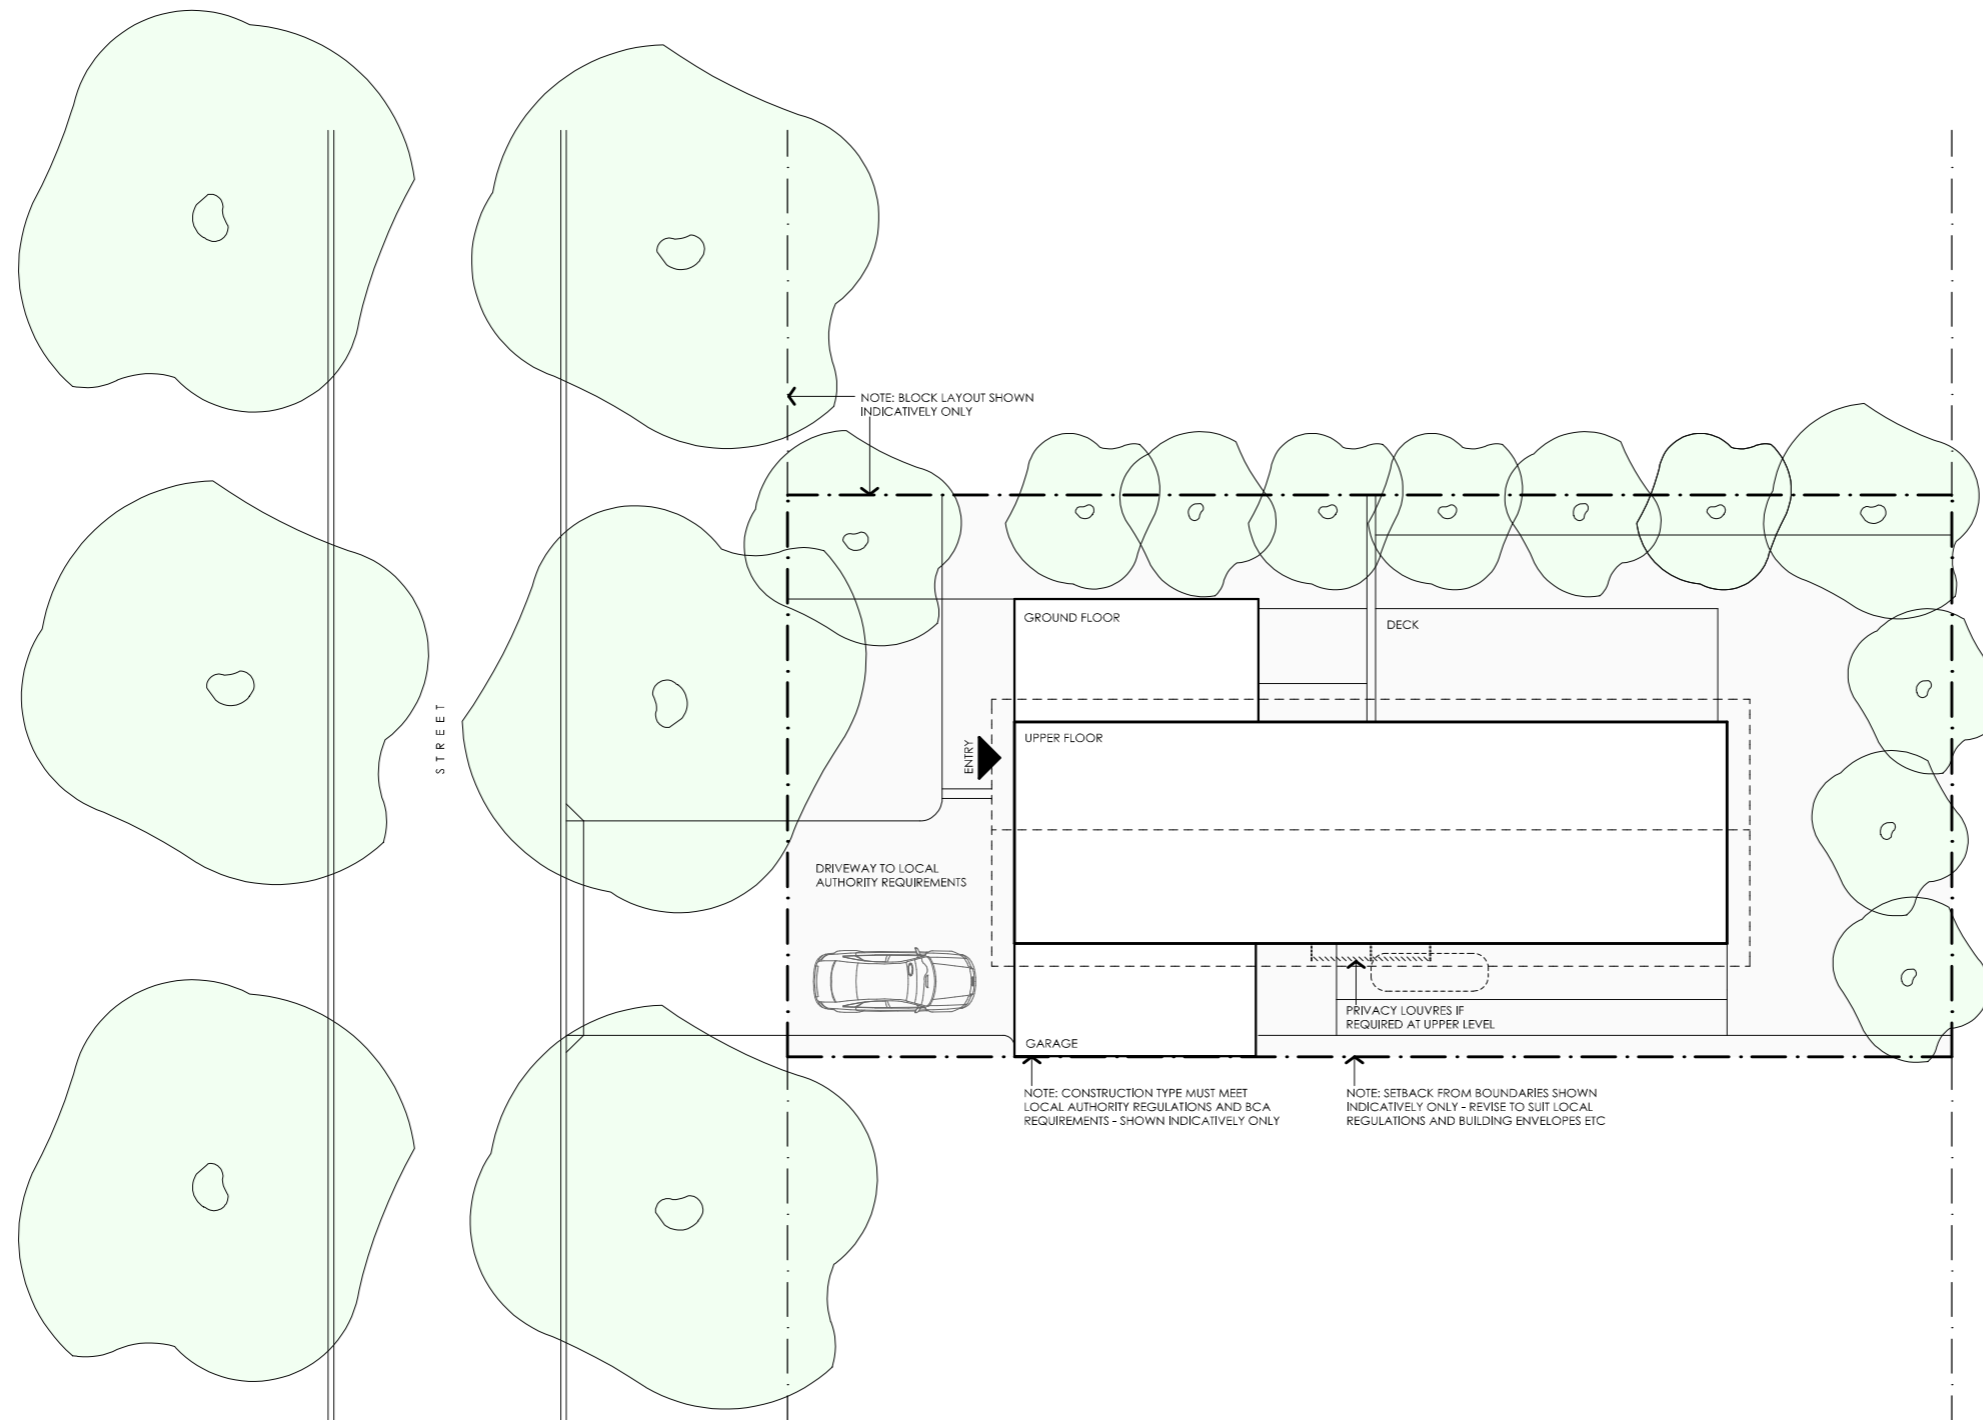 NOTE: BLOCK LAYOUT SHOWN
INDICATIVELY ONLY
GROUND FLOOR
DECK
STREET
ENTRY
UPPER FLOOR
DRIVEWAY TO LOCAL
AUTHORITY REQUIREMENTS
PRIVACY LOUVRES IF
REQUIRED AT UPPER LEVEL
GARAGE
NOTE: CONSTRUCTION TYPE MUST MEET
LOCAL AUTHORITY REGULATIONS AND BCA
REQUIREMENTS - SHOWN INDICATIVELY ONLY
NOTE: SETBACK FROM BOUNDARIES SHOWN
INDICATIVELY ONLY - REVISE TO SUIT LOCAL
REGULATIONS AND BUILDING ENVELOPES ETC